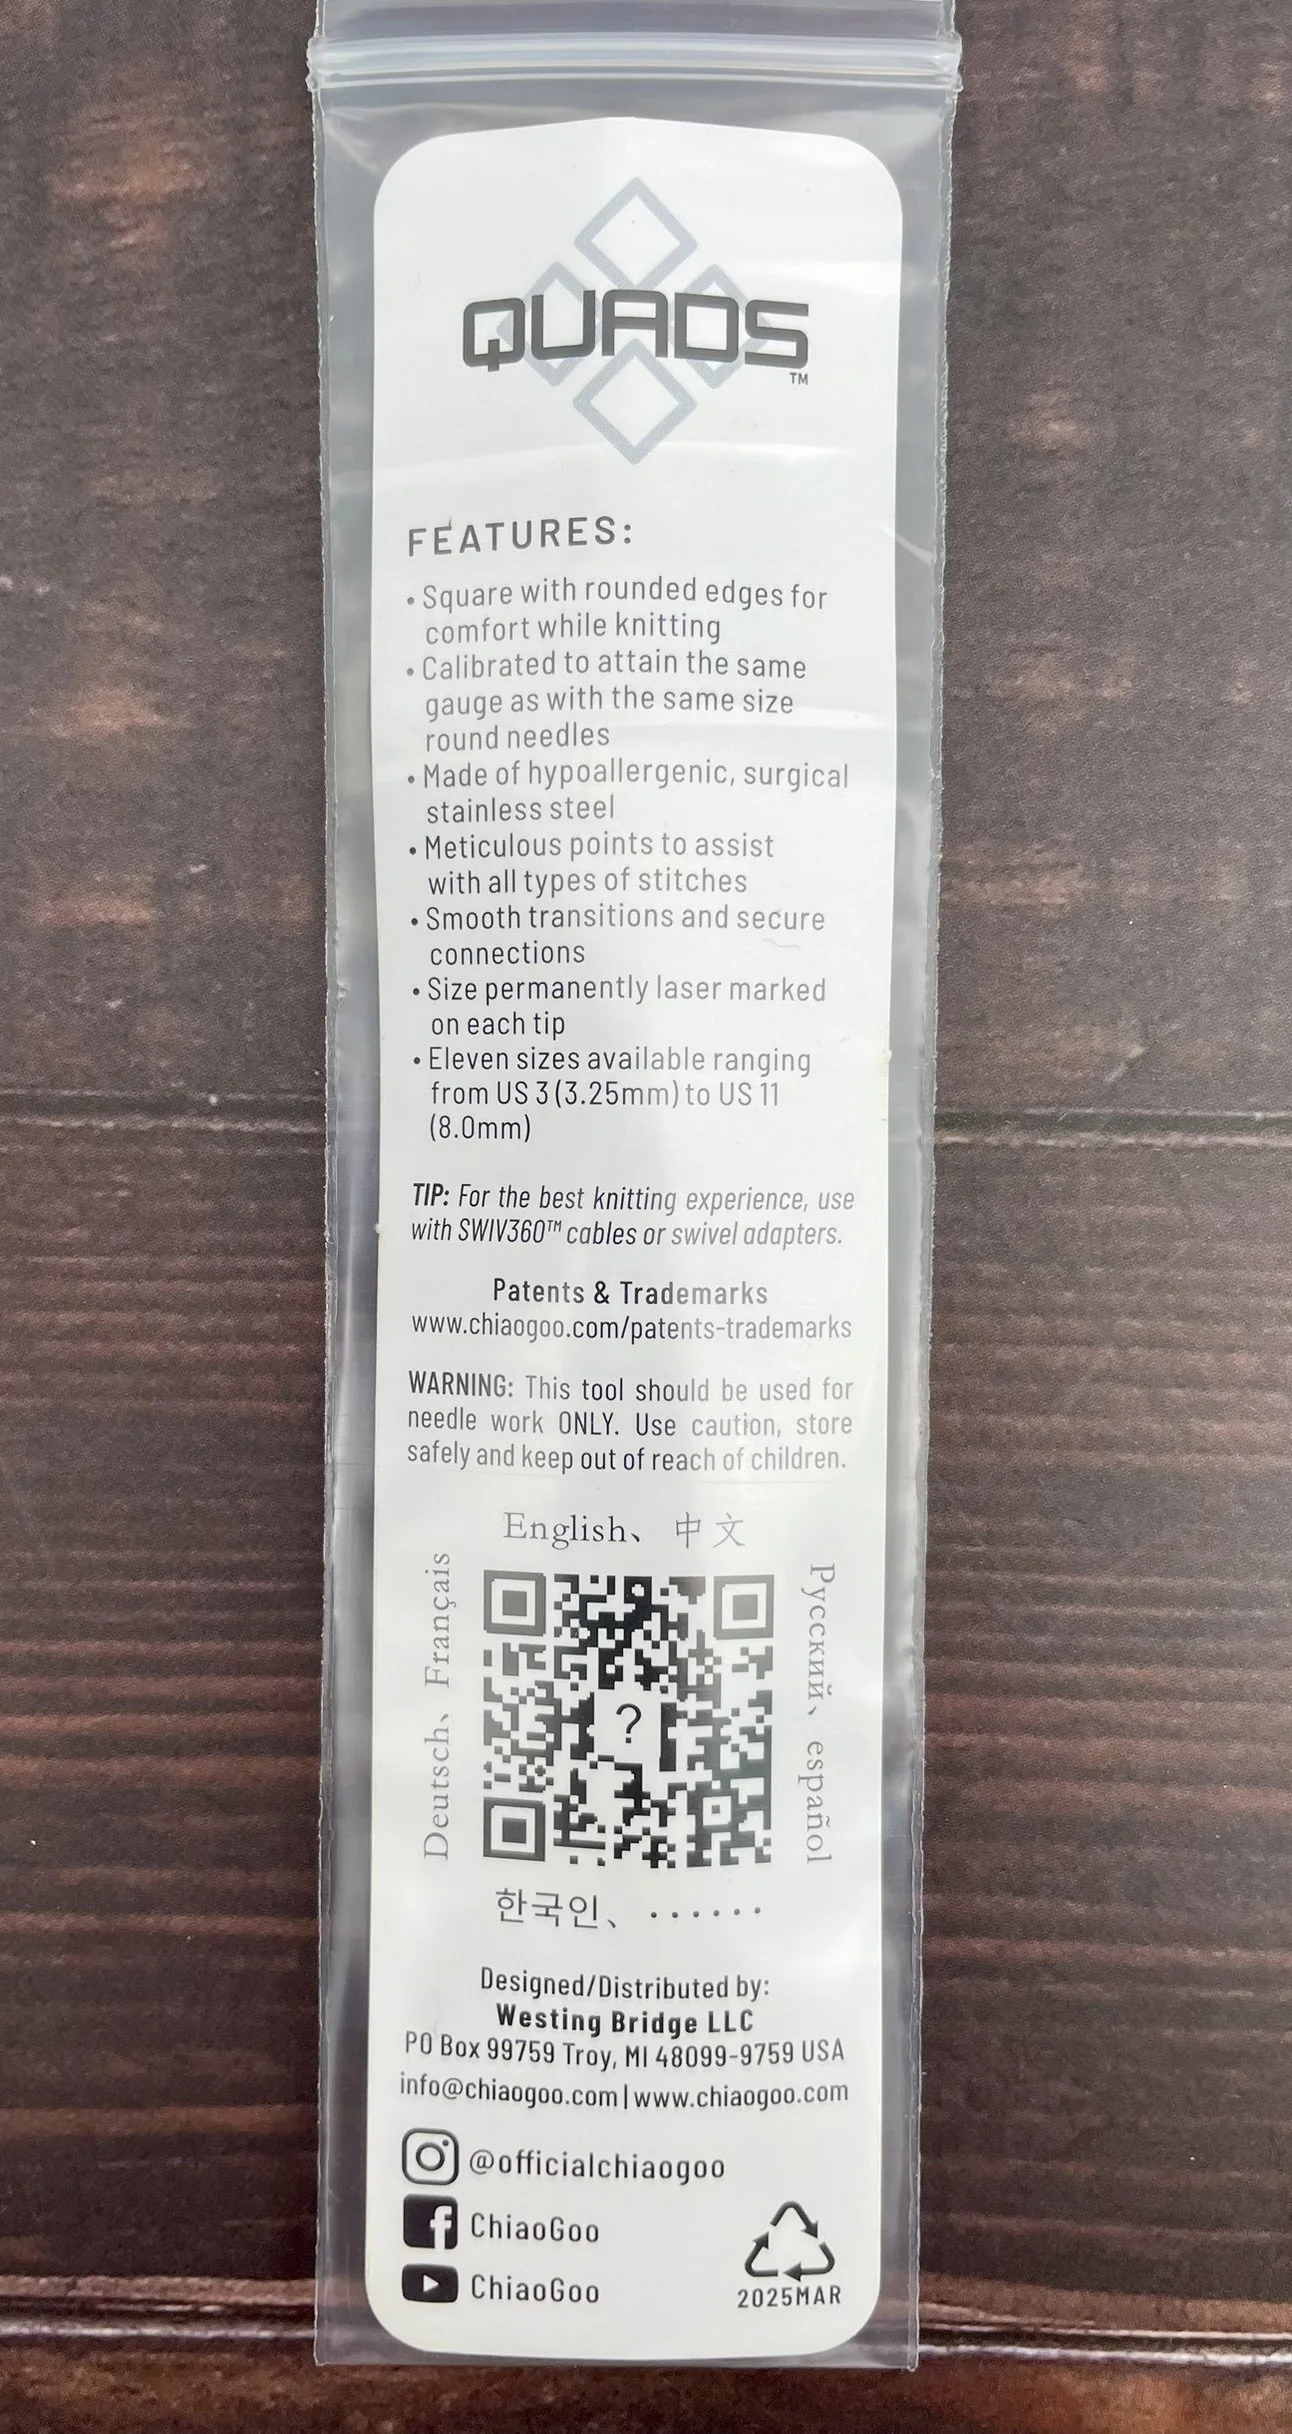 QUADS
TM
FEATURES:
• Square with rounded edges for
comfort while knitting
• Calibrated to attain the same
gauge as with the same size
round needles
• Made of hypoallergenic, surgical
stainless steel
• Meticulous points to assist
with all types of stitches
• Smooth transitions and secure
connections
• Size permanently laser marked
on each tip
• Eleven sizes available ranging
from US 3 (3.25mm) to US 11
(8.0mm)
TIP: For the best knitting experience, use
with SWIV360™ cables or swivel adapters.
Patents & Trademarks
www.chiaogoo.com/patents-trademarks
WARNING: This tool should be used for
needle work ONLY. Use caution, store
safely and keep out of reach of children.
English、 中文
Deutsch、 Français
?
Русский、 español
한국인、 ······
Designed/Distributed by:
Westing Bridge LLC
PO Box 99759 Troy, MI 48099-9759 USA
info@chiaogoo.com | www.chiaogoo.com
@officialchiaogoo
ChiaoGoo
ChiaoGoo
2025MAR